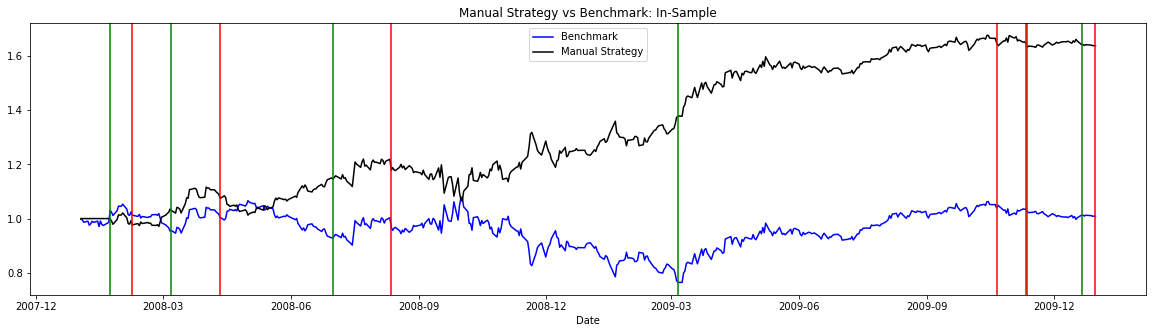 Manual Strategy vs Benchmark: In-Sample
Benchmark
Manual Strategy
1.6
1.4
1.2
1.0
0.8
2007-12 2008-03 2008-06 2008-09 2008-12 2009-03 2009-06 2009-09 2009-12
Date